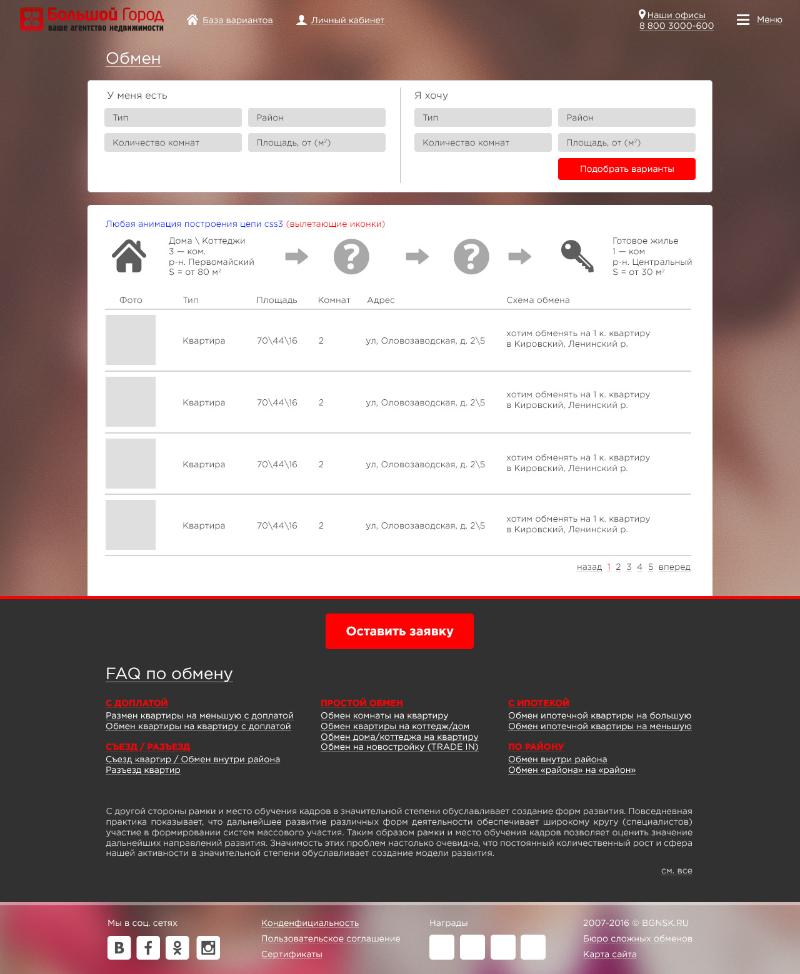 Большой Город
ваше агентство недвижимости
База вариантов
Личный кабинет
Наши офисы
8 800 3000-600
Меню
Обмен
У меня есть
Тип
Район
Количество комнат
Площадь, от (м²)
Я хочу
Тип
Район
Количество комнат
Площадь, от (м²)
Подобрать варианты
Любая анимация построения цепи css3 (вылетающие иконки)
Дома \ Коттеджи
3 — ком.
р-н. Первомайский
S = от 80 м²
?
?
Готовое жилье
1 — ком
р-н. Центральный
S = от 30 м²
Фото Тип Площадь Комнат Адрес Схема обмена
Квартира 70\44\16 2 ул, Оловозаводская, д. 2\5
хотим обменять на 1 к. квартиру
в Кировский, Ленинский р.
Квартира 70\44\16 2 ул, Оловозаводская, д. 2\5
хотим обменять на 1 к. квартиру
в Кировский, Ленинский р.
Квартира 70\44\16 2 ул, Оловозаводская, д. 2\5
хотим обменять на 1 к. квартиру
в Кировский, Ленинский р.
Квартира 70\44\16 2 ул, Оловозаводская, д. 2\5
хотим обменять на 1 к. квартиру
в Кировский, Ленинский р.
назад 1 2 3 4 5 вперед
Оставить заявку
FAQ по обмену
С ДОПЛАТОЙ
Размен квартиры на меньшую с доплатой
Обмен квартиры на квартиру с доплатой
СЪЕЗД / РАЗЪЕЗД
Съезд квартир / Обмен внутри района
Разъезд квартир
ПРОСТОЙ ОБМЕН
Обмен комнаты на квартиру
Обмен квартиры на коттедж/дом
Обмен дома/коттеджа на квартиру
Обмен на новостройку (TRADE IN)
С ИПОТЕКОЙ
Обмен ипотечной квартиры на большую
Обмен ипотечной квартиры на меньшую
ПО РАЙОНУ
Обмен внутри района
Обмен «района» на «район»
С другой стороны рамки и место обучения кадров в значительной степени обуславливает создание форм развития. Повседневная
практика показывает, что дальнейшее развитие различных форм деятельности обеспечивает широкому кругу (специалистов)
участие в формировании систем массового участия. Таким образом рамки и место обучения кадров позволяет оценить значение
дальнейших направлений развития. Значимость этих проблем настолько очевидна, что постоянный количественный рост и сфера
нашей активности в значительной степени обуславливает создание модели развития.
см. все
Мы в соц. сетях
Конденфициальность
Пользовательское соглашение
Сертификаты
Награды
2007-2016 © BGNSK.RU
Бюро сложных обменов
Карта сайта